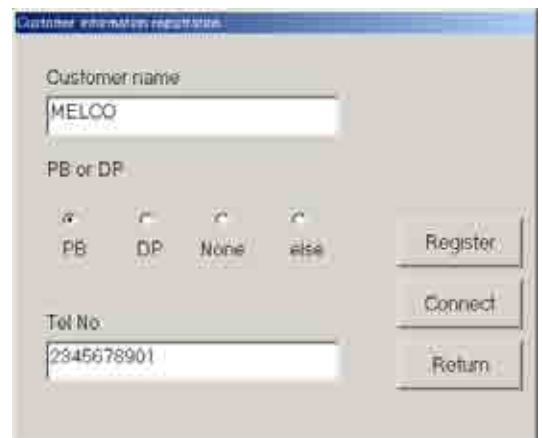 Customer information registration
Customer name
MELCO
PB or DP
PB DP None else
Register
Connect
Tel No
2345678901
Return